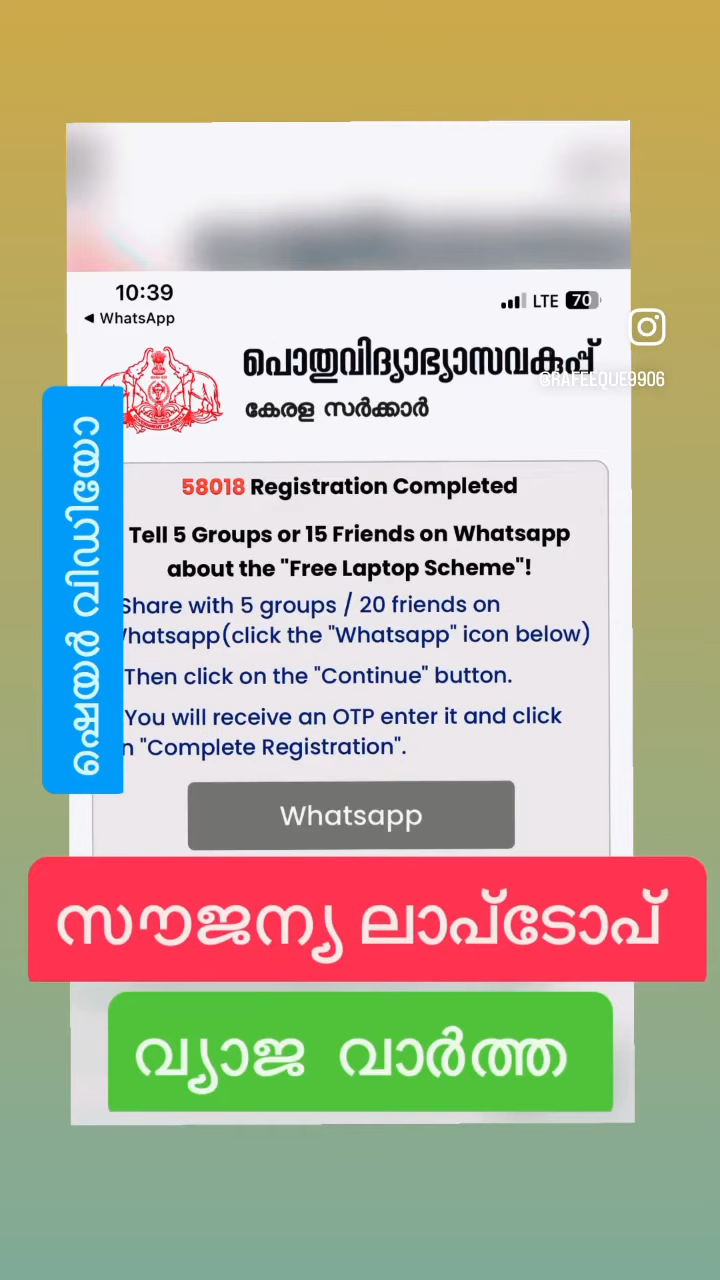 10:39
LTE 70
◀ WhatsApp
പൊതുവിദ്യാഭ്യാസവകുപ്പ്
കേരള സർക്കാർ
@RAFEEQUE9906
ഷെയർ വിഡിയോ
58018 Registration Completed
Tell 5 Groups or 15 Friends on Whatsapp
about the "Free Laptop Scheme"!
Share with 5 groups / 20 friends on
Whatsapp(click the "Whatsapp" icon below)
Then click on the "Continue" button.
You will receive an OTP enter it and click
n "Complete Registration".
Whatsapp
സൗജന്യ ലാപ്ടോപ്
വ്യാജ വാർത്ത